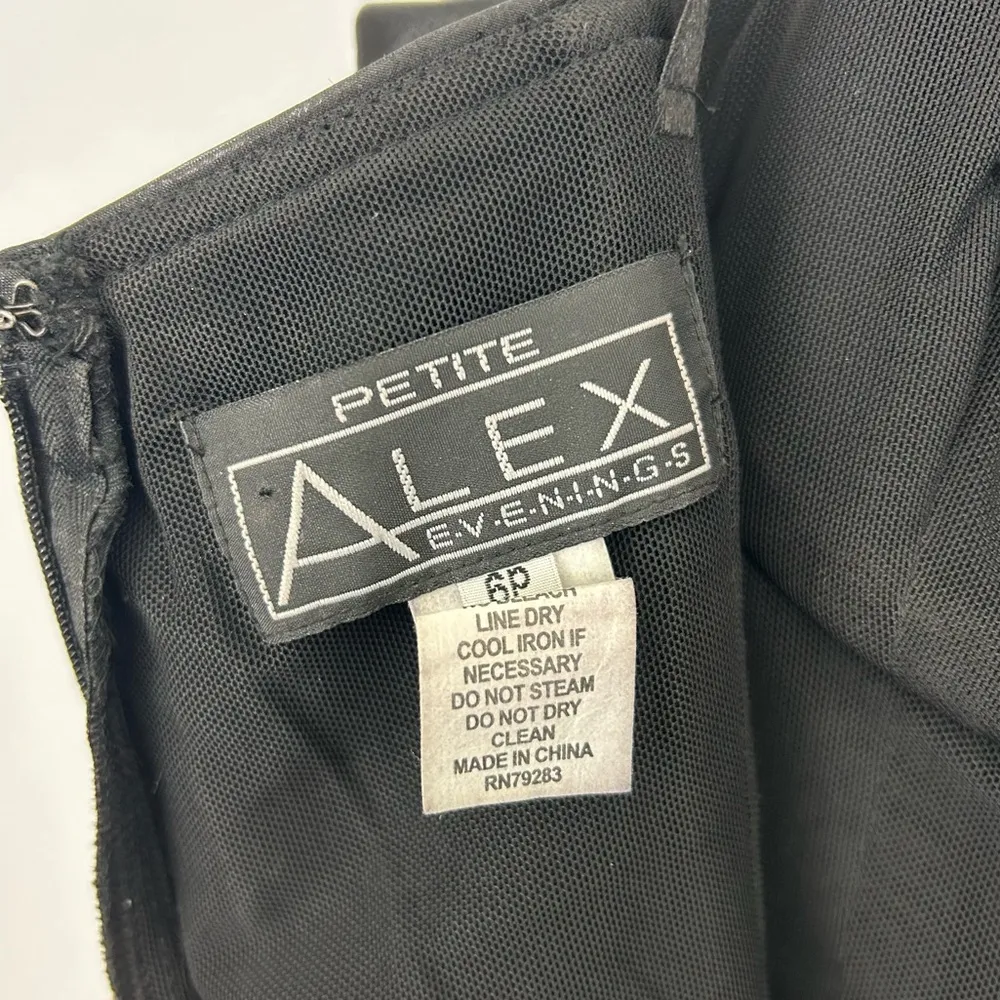 PETITE
ALEX
E-V-E-N-I-N-G-S
6P
LINE DRY
COOL IRON IF
NECESSARY
DO NOT STEAM
DO NOT DRY
CLEAN
MADE IN CHINA
RN79283